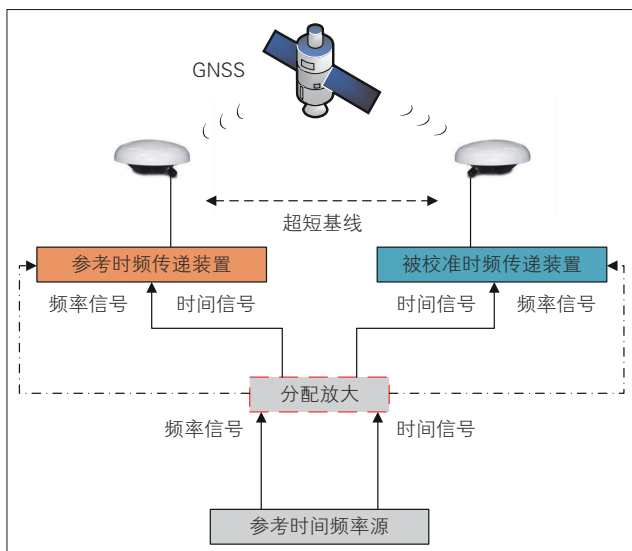 GNSS
超短基线
参考时频传递装置
被校准时频传递装置
频率信号
时间信号
时间信号
频率信号
分配放大
频率信号
时间信号
参考时间频率源